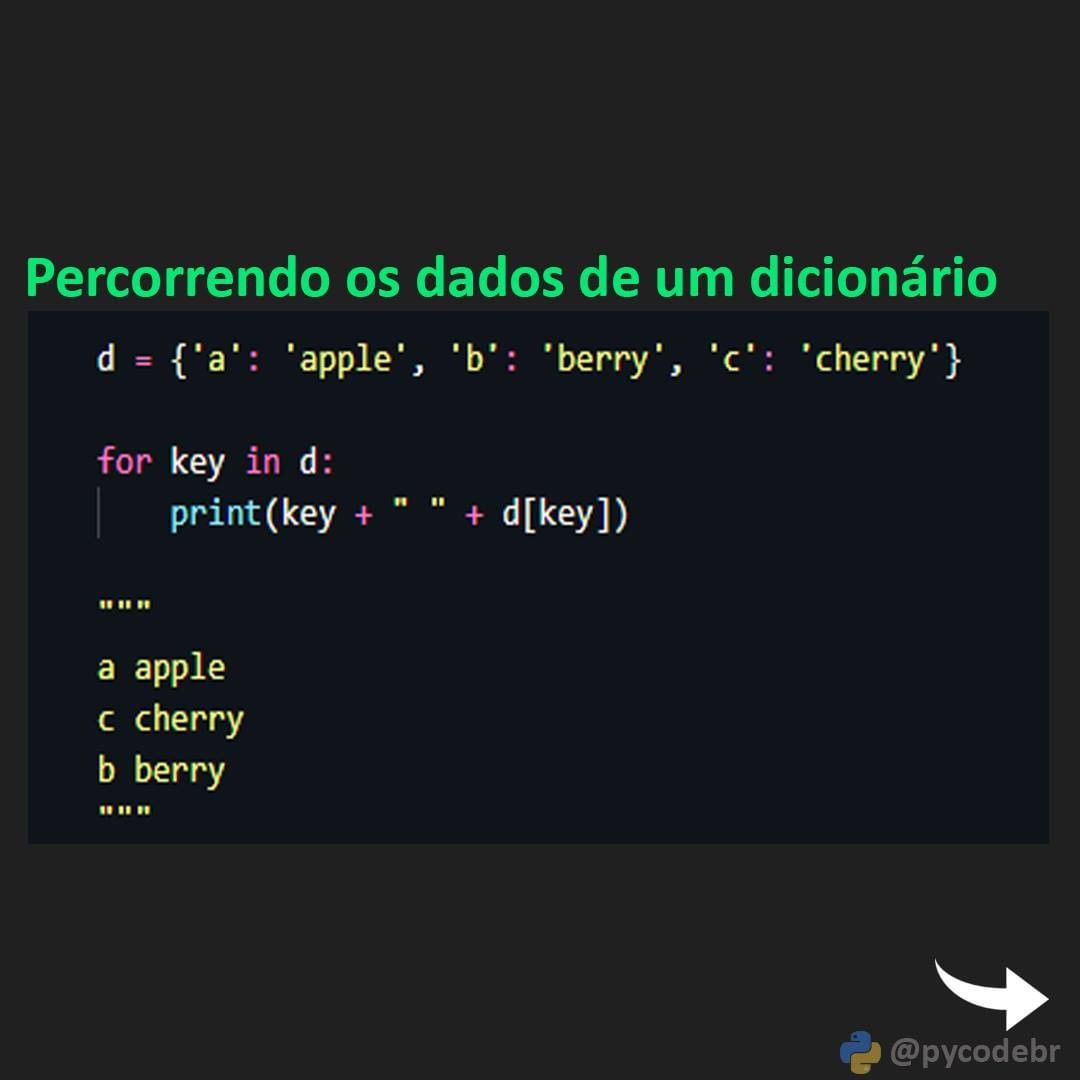 Percorrendo os dados de um dicionário
d = {'a': 'apple', 'b': 'berry', 'c': 'cherry'}
for key in d:
print(key + " " + d[key])
"""
a apple
c cherry
b berry
"""
@pycodebr